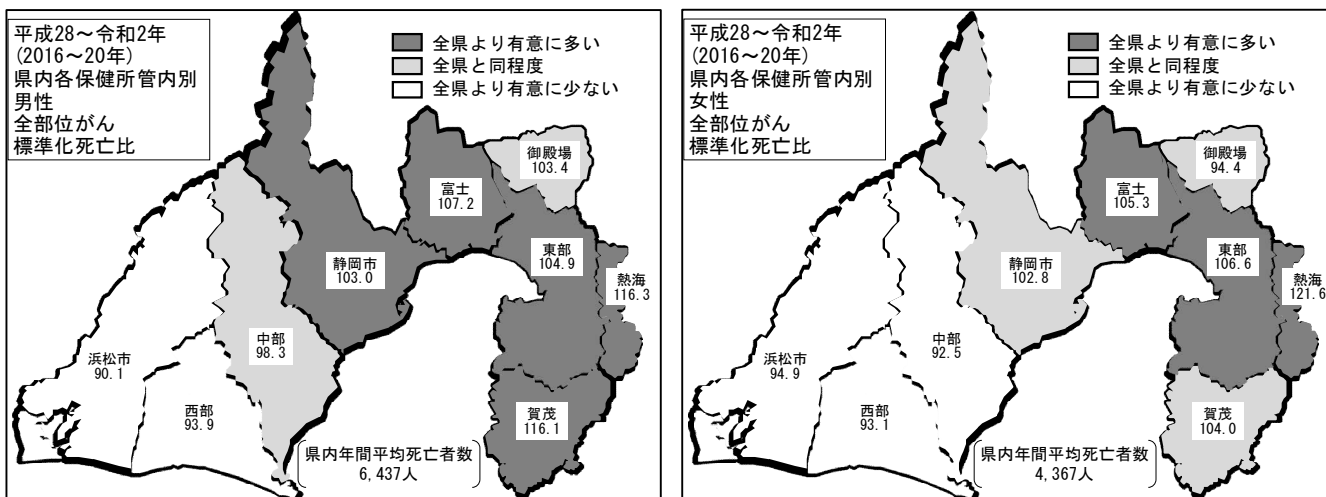 平成28～令和2年
(2016～20年)
県内各保健所管内別
男性
全部位がん
標準化死亡比
全県より有意に多い
全県と同程度
全県より有意に少ない
御殿場
103.4
富士
107.2
東部
104.9
熱海
116.3
静岡市
103.0
中部
98.3
浜松市
90.1
西部
93.9
賀茂
116.1
県内年間平均死亡者数
6,437人
平成28～令和2年
(2016～20年)
県内各保健所管内別
女性
全部位がん
標準化死亡比
全県より有意に多い
全県と同程度
全県より有意に少ない
御殿場
94.4
富士
105.3
東部
106.6
熱海
121.6
静岡市
102.8
中部
92.5
浜松市
94.9
西部
93.1
賀茂
104.0
県内年間平均死亡者数
4,367人